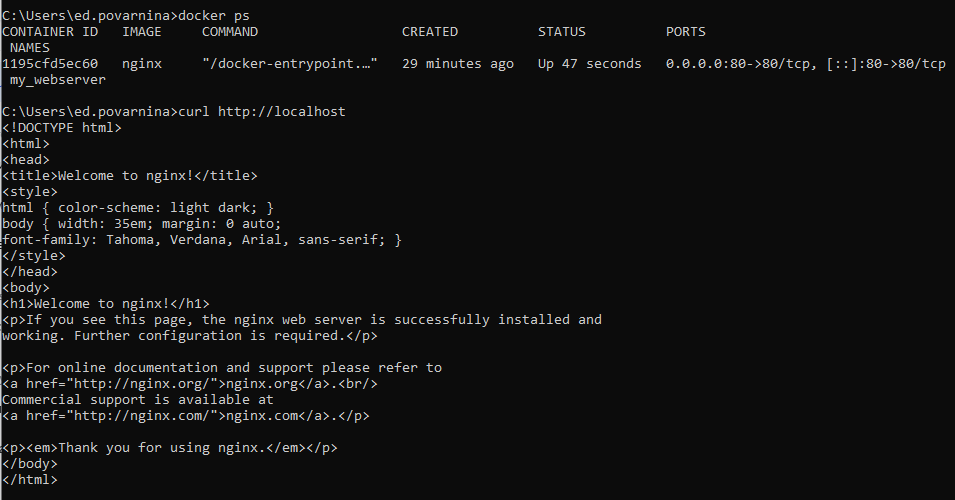 C:\Users\ed.povarnina>docker ps
CONTAINER ID   IMAGE     COMMAND                  CREATED          STATUS          PORTS
 NAMES
1195cfd5ec60   nginx     "/docker-entrypoint.…"   29 minutes ago   Up 47 seconds   0.0.0.0:80->80/tcp, [::]:80->80/tcp
 my_webserver

C:\Users\ed.povarnina>curl http://localhost
<!DOCTYPE html>
<html>
<head>
<title>Welcome to nginx!</title>
<style>
html { color-scheme: light dark; }
body { width: 35em; margin: 0 auto;
font-family: Tahoma, Verdana, Arial, sans-serif; }
</style>
</head>
<body>
<h1>Welcome to nginx!</h1>
<p>If you see this page, the nginx web server is successfully installed and
working. Further configuration is required.</p>

<p>For online documentation and support please refer to
<a href="http://nginx.org/">nginx.org</a>.<br/>
Commercial support is available at
<a href="http://nginx.com/">nginx.com</a>.</p>

<p><em>Thank you for using nginx.</em></p>
</body>
</html>